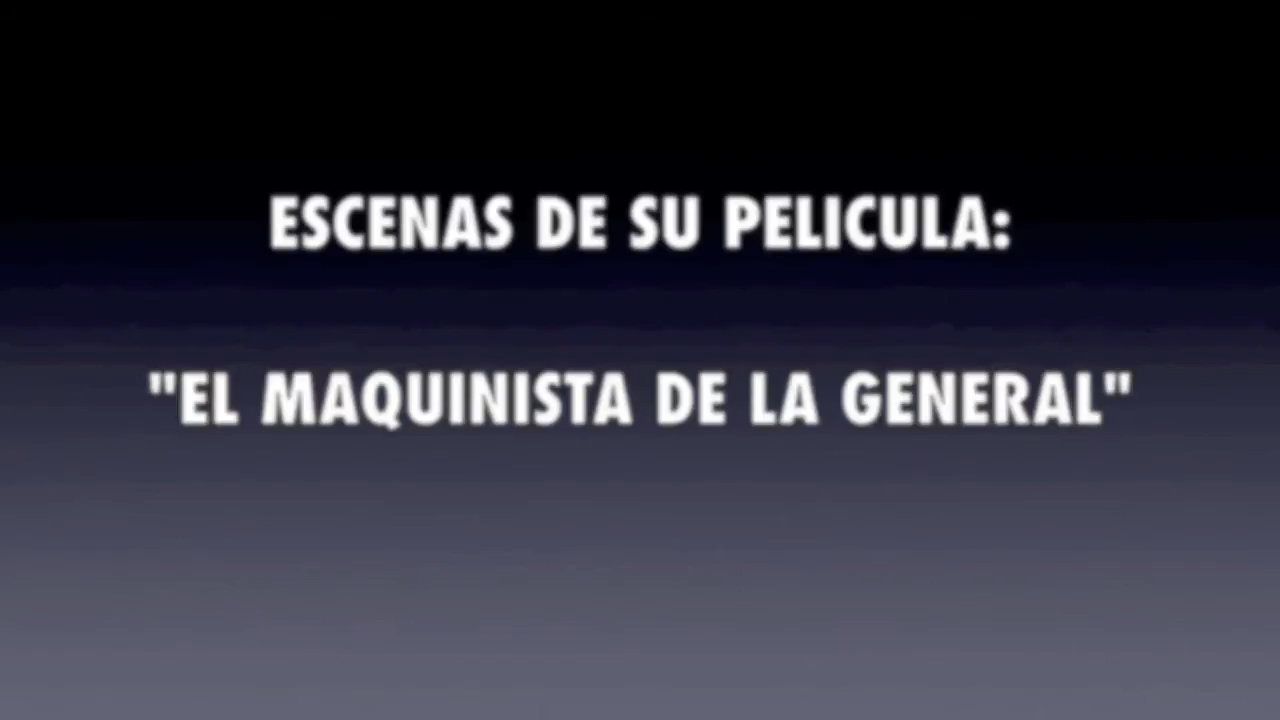 ESCENAS DE SU PELICULA:
"EL MAQUINISTA DE LA GENERAL"